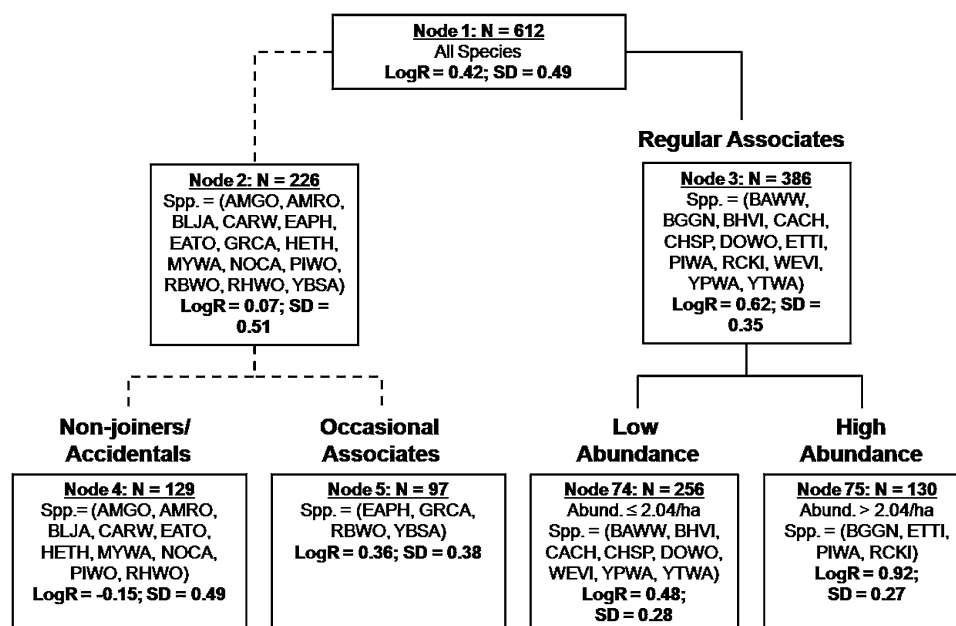 Node 1: N = 612
All Species
LogR = 0.42; SD = 0.49
Regular Associates
Node 2: N = 226
Spp. = (AMGO, AMRO,
BLJA, CARW, EAPH,
EATO, GRCA, HETH,
MYWA, NOCA, PIWO,
RBWO, RHWO, YBSA)
LogR = 0.07; SD =
0.51
Node 3: N = 386
Spp. = (BAWW,
BGGN, BHVI, CACH,
CHSP, DOWO, ETTI,
PIWA, RCKI, WEVI,
YPWA, YTWA)
LogR = 0.62; SD =
0.35
Non-joiners/
Accidentals
Node 4: N = 129
Spp.= (AMGO, AMRO,
BLJA, CARW, EATO,
HETH, MYWA, NOCA,
PIWO, RHWO)
LogR = -0.15; SD = 0.49
Occasional
Associates
Node 5: N = 97
Spp. = (EAPH, GRCA,
RBWO, YBSA)
LogR = 0.36; SD = 0.38
Low
Abundance
Node 74: N = 256
Abund. ≤ 2.04/ha
Spp. = (BAWW, BHVI,
CACH, CHSP, DOWO,
WEVI, YPWA, YTWA)
LogR = 0.48;
SD = 0.28
High
Abundance
Node 75: N = 130
Abund. > 2.04/ha
Spp. = (BGGN, ETTI,
PIWA, RCKI)
LogR = 0.92;
SD = 0.27